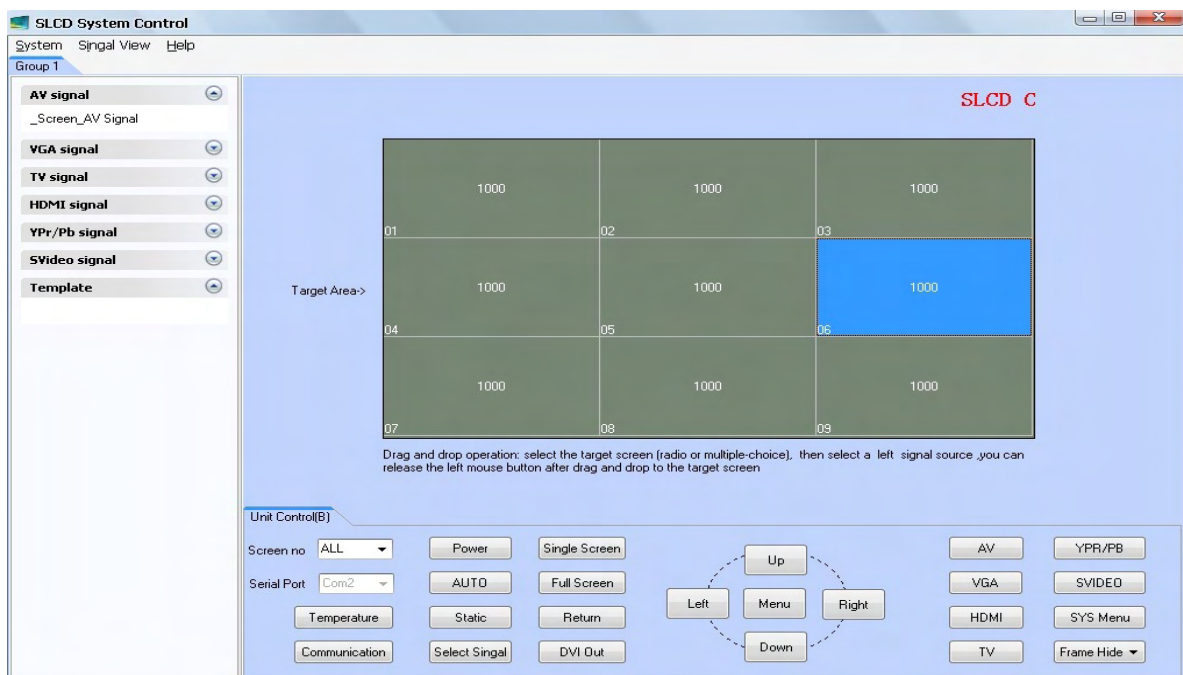 SLCD System Control
System Singal View Help
Group 1
AV signal
_Screen_AV Signal
VGA signal
TV signal
HDMI signal
YPr/Pb signal
SVideo signal
Template
SLCD C
1000 1000 1000
01 02 03
Target Area-> 1000 1000 1000
04 05 06
1000 1000 1000
07 08 09
Drag and drop operation: select the target screen (radio or multiple-choice), then select a left signal source ,you can
release the left mouse button after drag and drop to the target screen
Unit Control(B)
Screen no ALL Power Single Screen Up AV YPR/PB
Serial Port Com2 AUTO Full Screen Left Menu Right VGA SVIDEO
Temperature Static Return HDMI SYS Menu
Communication Select Singal DVI Out Down TV Frame Hide